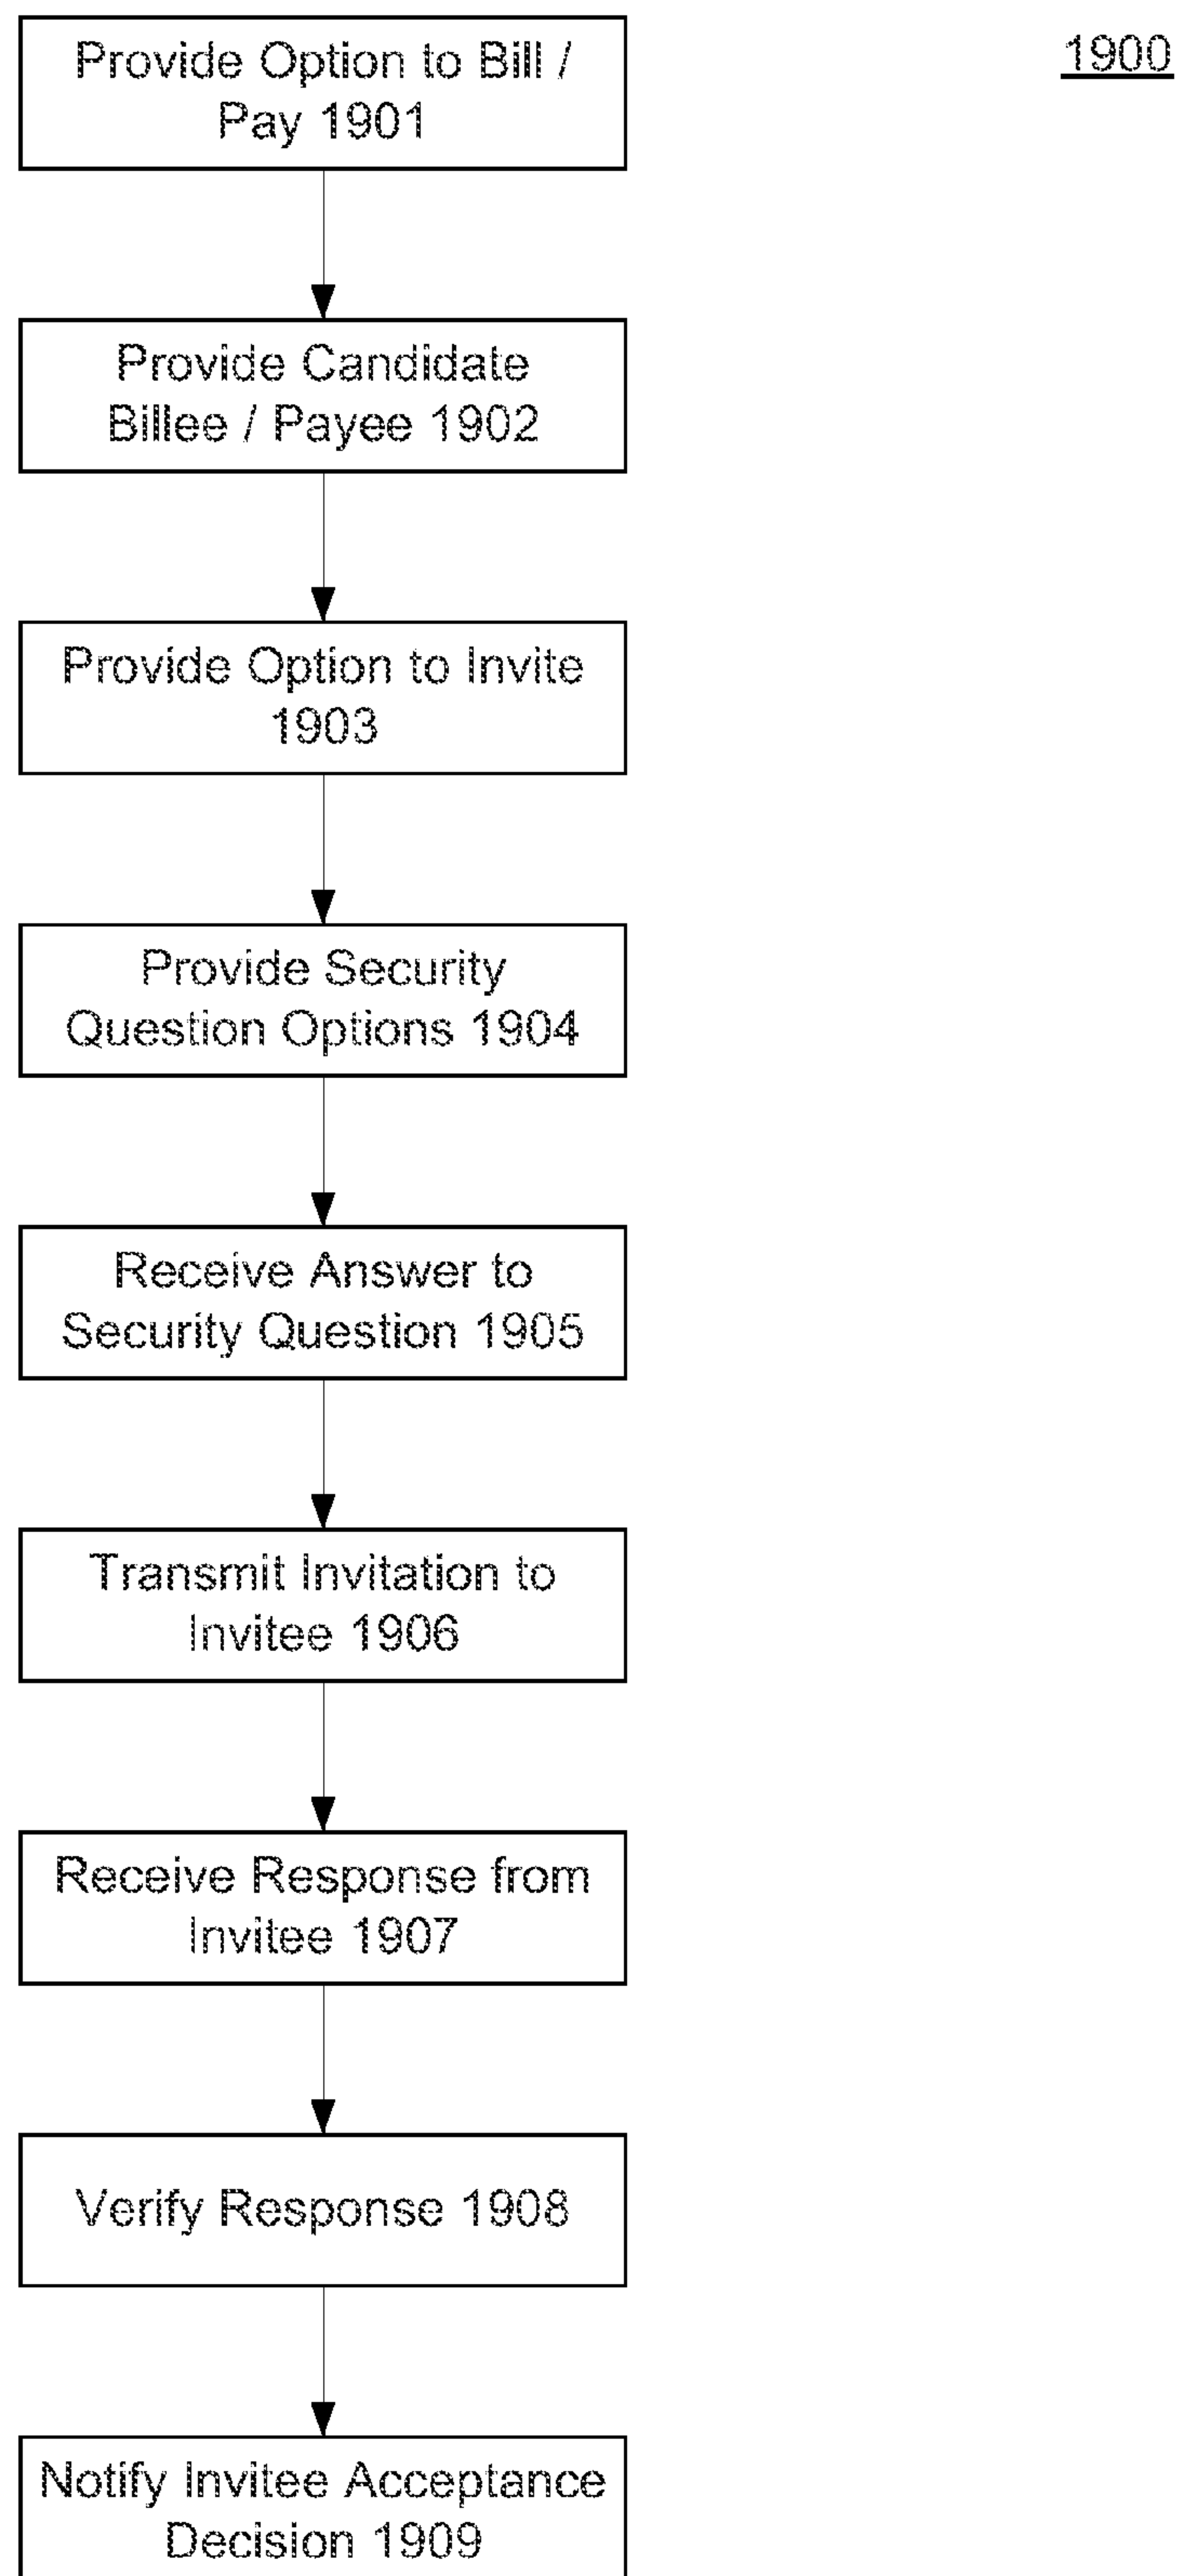 1900
Provide Option to Bill /
Pay 1901
Provide Candidate
Billee / Payee 1902
Provide Option to Invite
1903
Provide Security
Question Options 1904
Receive Answer to
Security Question 1905
Transmit Invitation to
Invitee 1906
Receive Response from
Invitee 1907
Verify Response 1908
Notify Invitee Acceptance
Decision 1909